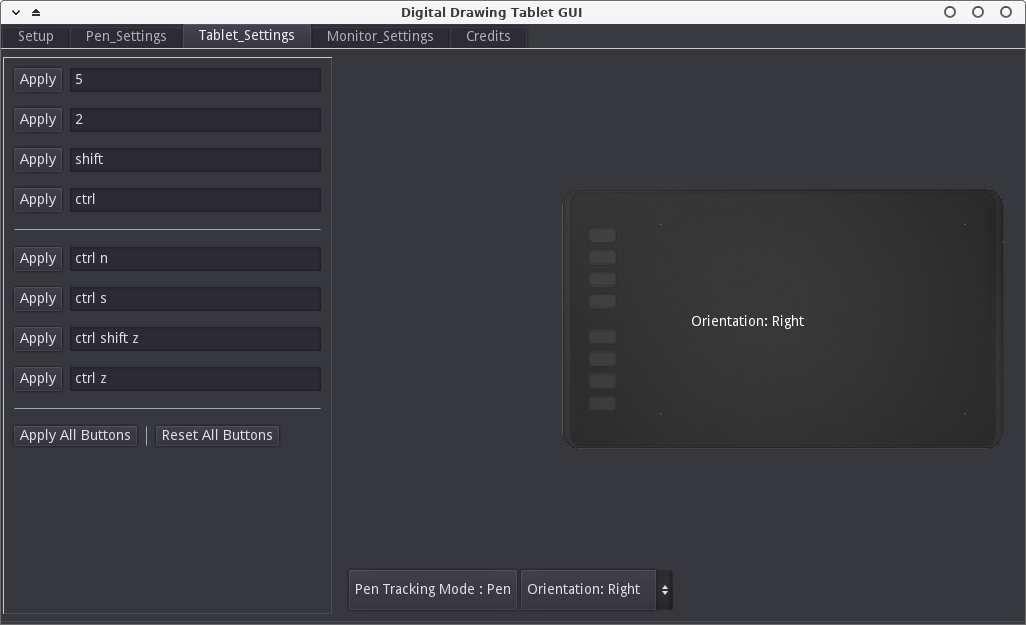 Digital Drawing Tablet GUI
Setup Pen_Settings Tablet_Settings Monitor_Settings Credits
Apply 5
Apply 2
Apply shift
Apply ctrl
Apply ctrl n
Apply ctrl s
Apply ctrl shift z
Apply ctrl z
Apply All Buttons Reset All Buttons
Orientation: Right
Pen Tracking Mode : Pen Orientation: Right